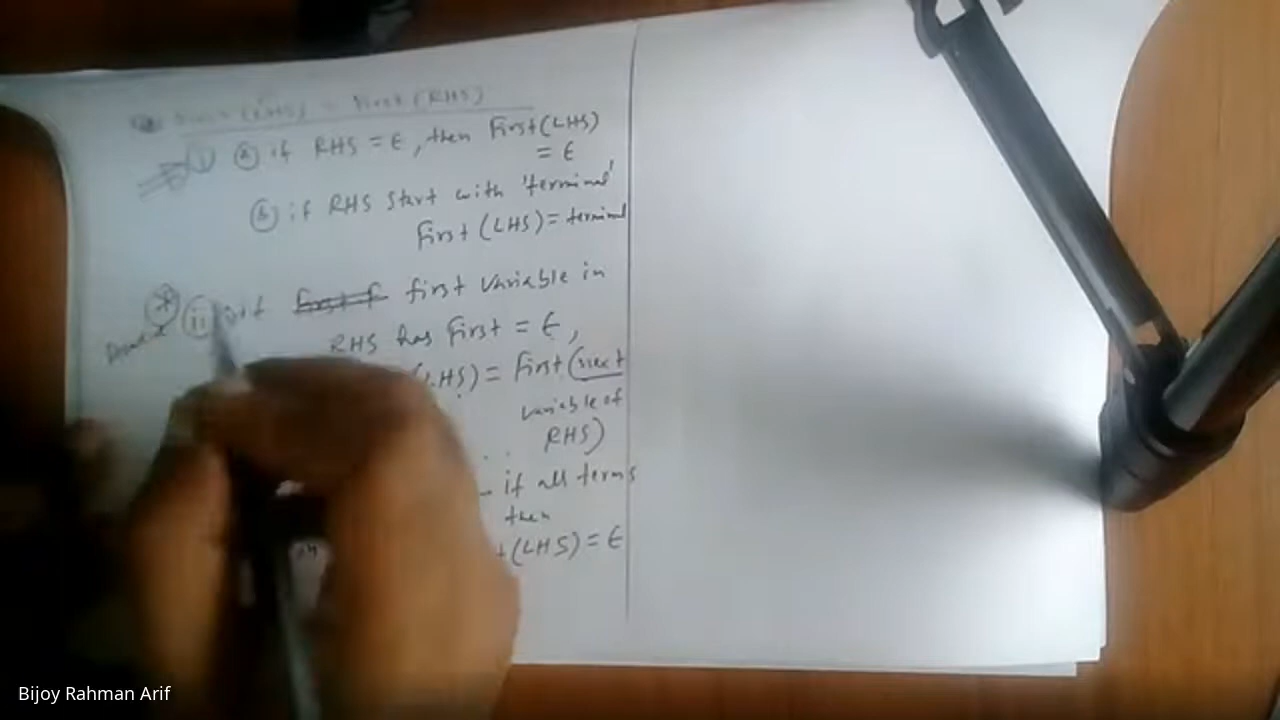 First (LHS) = First (RHS)
(i) (a) if RHS = ε, then First(LHS)
= ε
(b) if RHS start with 'terminal'
First (LHS) = terminal
(ii) if first variable in
RHS has First = ε,
(LHS) = First (next
variable of
RHS)
if all terms
then
(LHS) = ε
Bijoy Rahman Arif